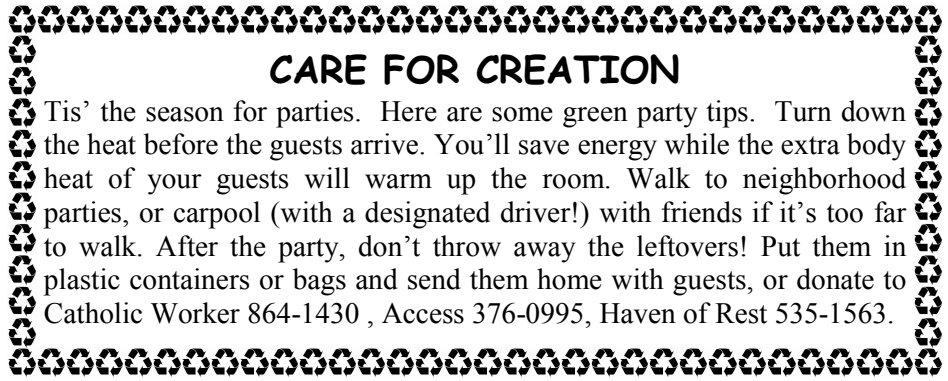 CARE FOR CREATION
Tis’ the season for parties.  Here are some green party tips.  Turn down
the heat before the guests arrive. You’ll save energy while the extra body
heat of your guests will warm up the room. Walk to neighborhood
parties, or carpool (with a designated driver!) with friends if it’s too far
to walk. After the party, don’t throw away the leftovers! Put them in
plastic containers or bags and send them home with guests, or donate to
Catholic Worker 864-1430 , Access 376-0995, Haven of Rest 535-1563.